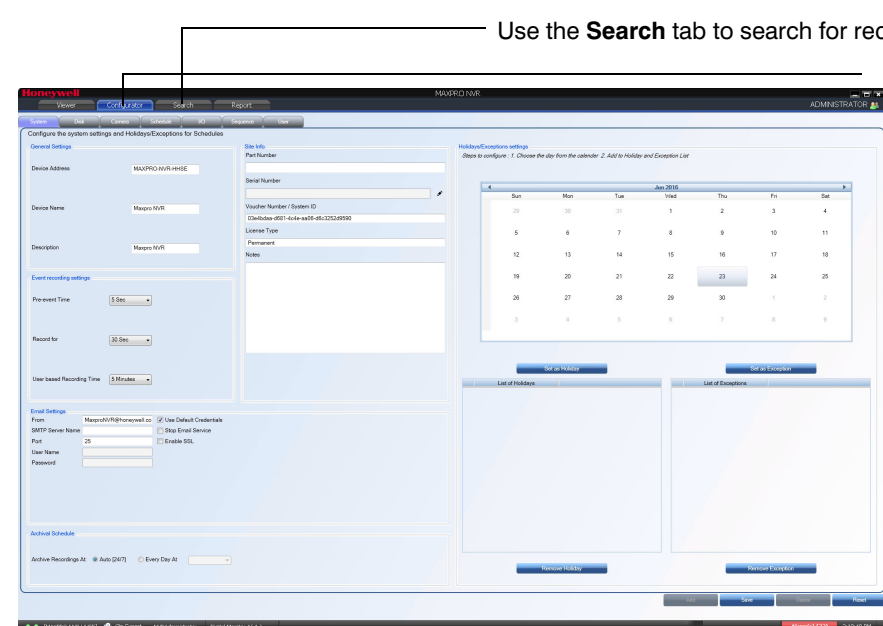 Use the Search tab to search for rec
Honeywell
MAXPRO NVR
Viewer Configurator Search Report
ADMINISTRATOR
System Disk Camera Schedule I/O Sequence User
Configure the system settings and Holidays/Exceptions for Schedules
General Settings
Device Address MAXPRO-NVR-HHSE
Device Name Maxpro NVR
Description Maxpro NVR
Event recording settings
Pre-event Time 5 Sec
Record for 30 Sec
User based Recording Time 5 Minutes
Site Info
Part Number
Serial Number
Voucher Number / System ID
03e4bdaa-d681-4c4e-aa06-d6c3252d9590
License Type
Permanent
Notes
Email Settings
From MaxproNVR@honeywell.co Use Default Credentials
SMTP Server Name Stop Email Service
Port 25 Enable SSL
User Name
Password
Archival Schedule
Archive Recordings At: Auto [24/7] Every Day At
Holidays/Exceptions settings
Steps to configure : 1. Choose the day from the calender 2. Add to Holiday and Exception List
Jun 2016
Sun Mon Tue Wed Thu Fri Sat
29 30 31 1 2 3 4
5 6 7 8 9 10 11
12 13 14 15 16 17 18
19 20 21 22 23 24 25
26 27 28 29 30 1 2
3 4 5 6 7 8 9
Set as Holiday Set as Exception
List of Holidays List of Exceptions
Remove Holiday Remove Exception
Add Save Delete Reset